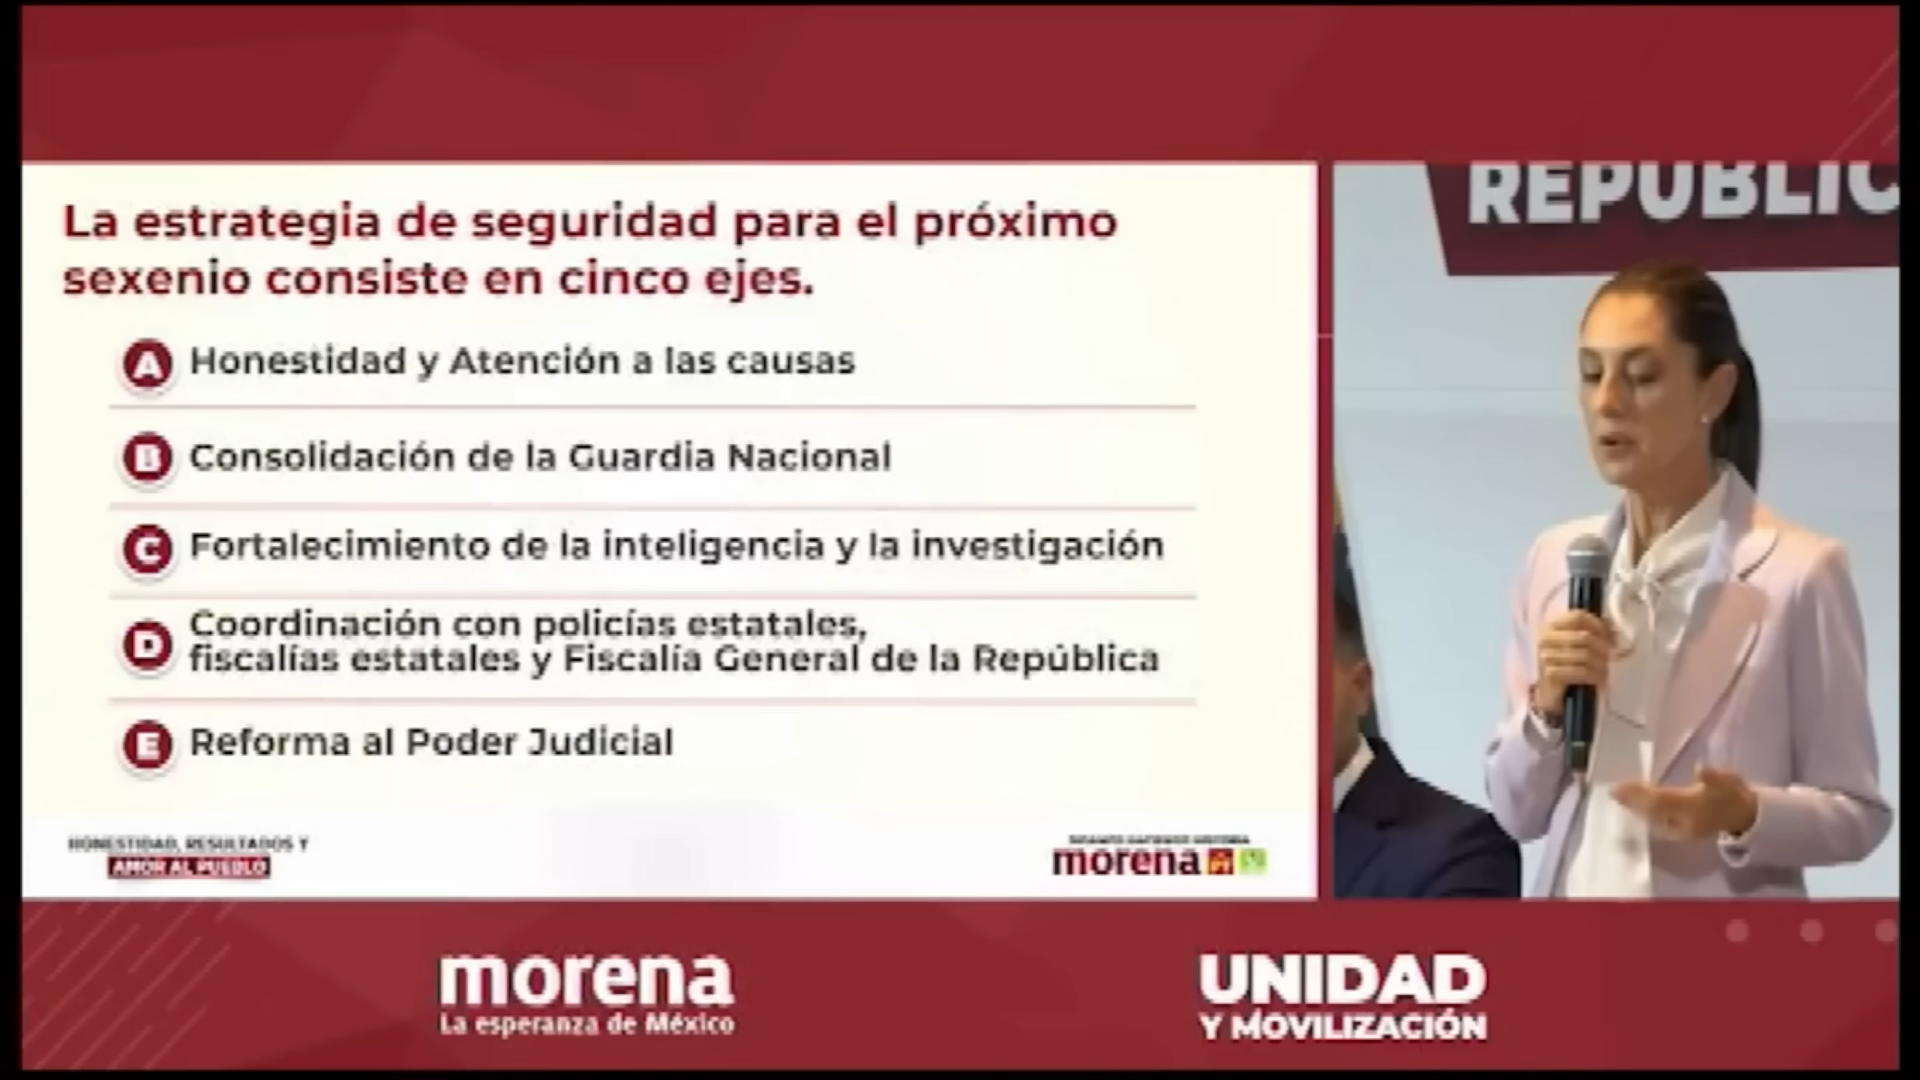 La estrategia de seguridad para el próximo
sexenio consiste en cinco ejes.
A Honestidad y Atención a las causas
B Consolidación de la Guardia Nacional
C Fortalecimiento de la inteligencia y la investigación
D Coordinación con policías estatales,
fiscalías estatales y Fiscalía General de la República
E Reforma al Poder Judicial
HONESTIDAD, RESULTADOS Y
AMOR AL PUEBLO
morena
REPÚBLIC
morena
La esperanza de México
UNIDAD
Y MOVILIZACIÓN